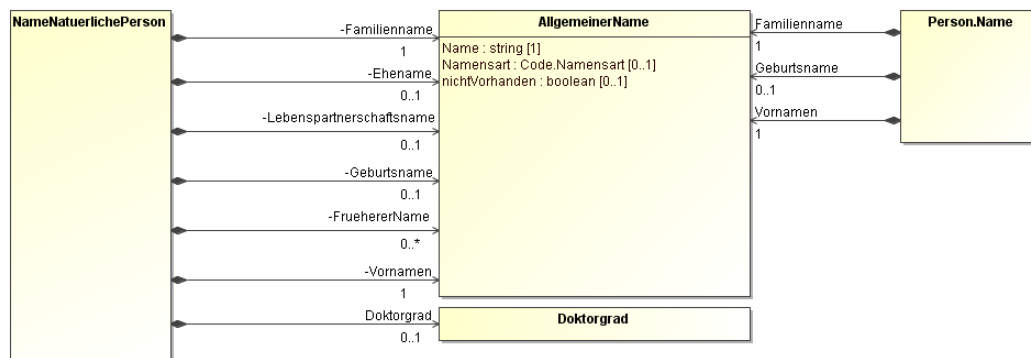 NameNatuerlichePerson
AllgemeinerName
Person.Name
-Familienname
1
Name : string [1]
Namensart : Code.Namensart [0..1]
nichtVorhanden : boolean [0..1]
Familienname
1
-Ehename
0..1
Geburtsname
0..1
-Lebenspartnerschaftsname
0..1
Vornamen
1
-Geburtsname
0..1
-FruehererName
0..*
-Vornamen
1
Doktorgrad
0..1
Doktorgrad